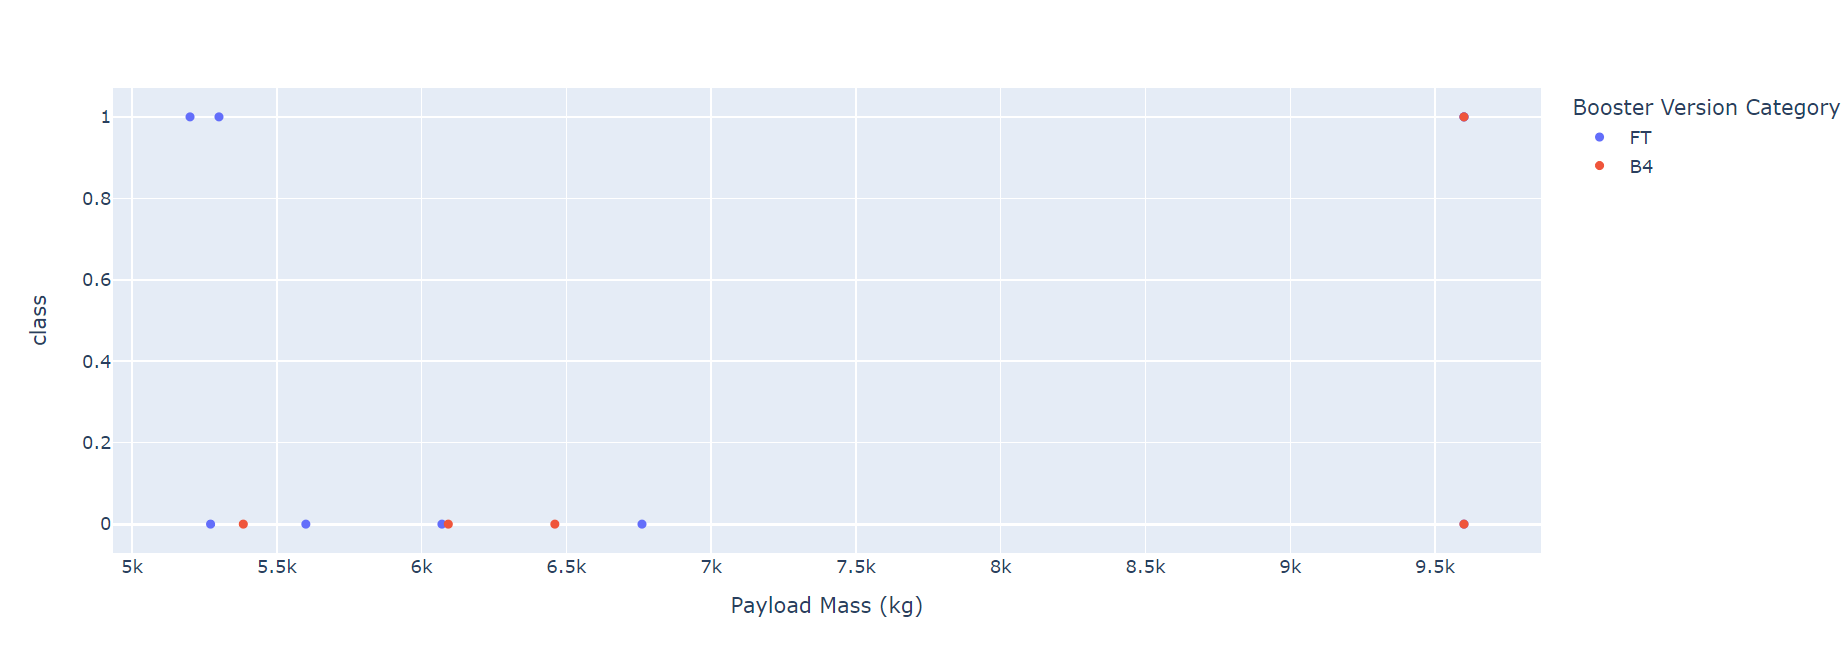 Booster Version Category
FT
B4
class
1
0.8
0.6
0.4
0.2
0
5k 5.5k 6k 6.5k 7k 7.5k 8k 8.5k 9k 9.5k
Payload Mass (kg)